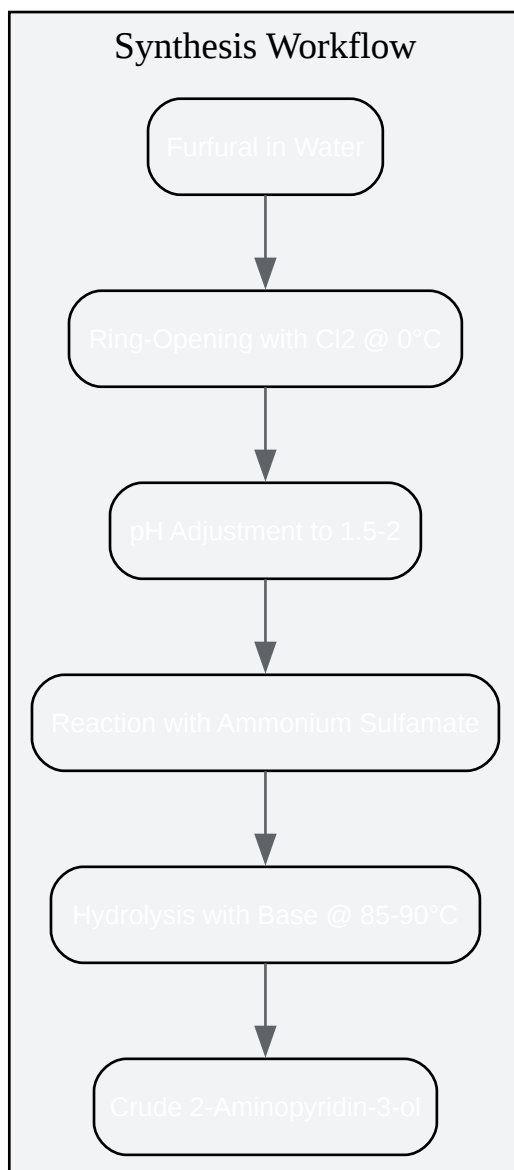 Synthesis Workflow
Furfural in Water
Ring-Opening with Cl2 @ 0°C
pH Adjustment to 1.5-2
Reaction with Ammonium Sulfamate
Hydrolysis with Base @ 85-90°C
Crude 2-Aminopyridin-3-ol